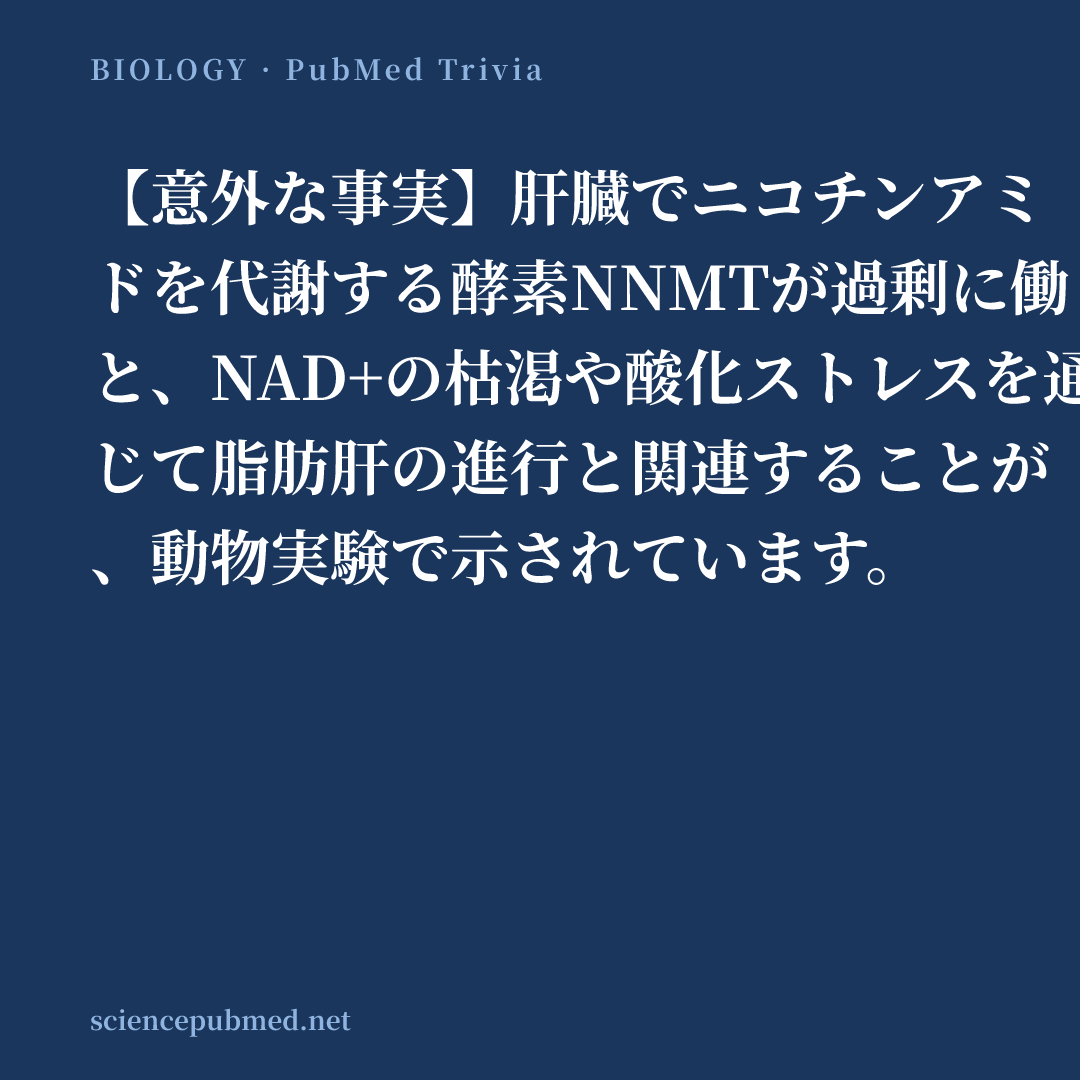 BIOLOGY · PubMed Trivia
【意外な事実】肝臓でニコチンアミ
ドを代謝する酵素NNMTが過剰に働
と、NAD+の枯渇や酸化ストレスを通
じて脂肪肝の進行と関連することが
、動物実験で示されています。
sciencepubmed.net